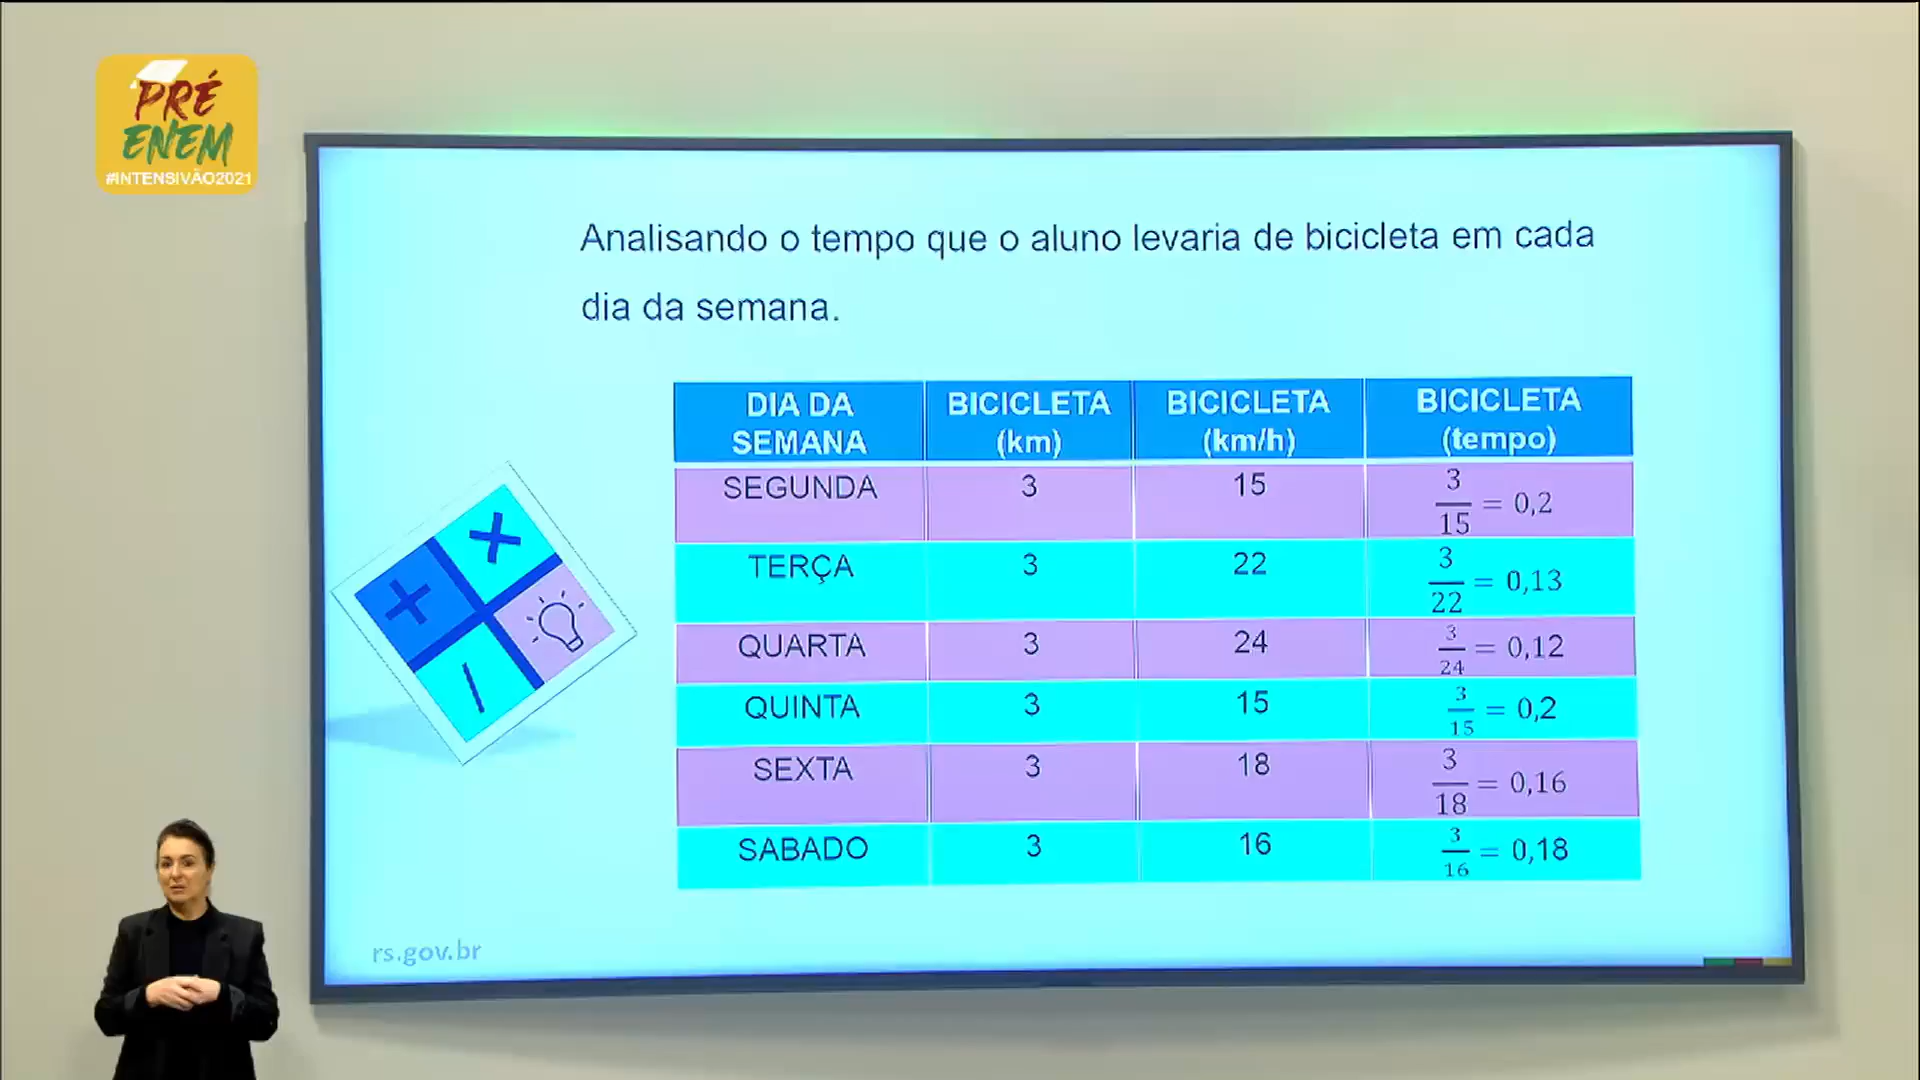 PRÉ
ENEM
#INTENSIVÃO2021
Analisando o tempo que o aluno levaria de bicicleta em cada
dia da semana.
DIA DA SEMANA BICICLETA (km) BICICLETA (km/h) BICICLETA (tempo)
SEGUNDA 3 15 3/15 = 0,2
TERÇA 3 22 3/22 = 0,13
QUARTA 3 24 3/24 = 0,12
QUINTA 3 15 3/15 = 0,2
SEXTA 3 18 3/18 = 0,16
SABADO 3 16 3/16 = 0,18
rs.gov.br